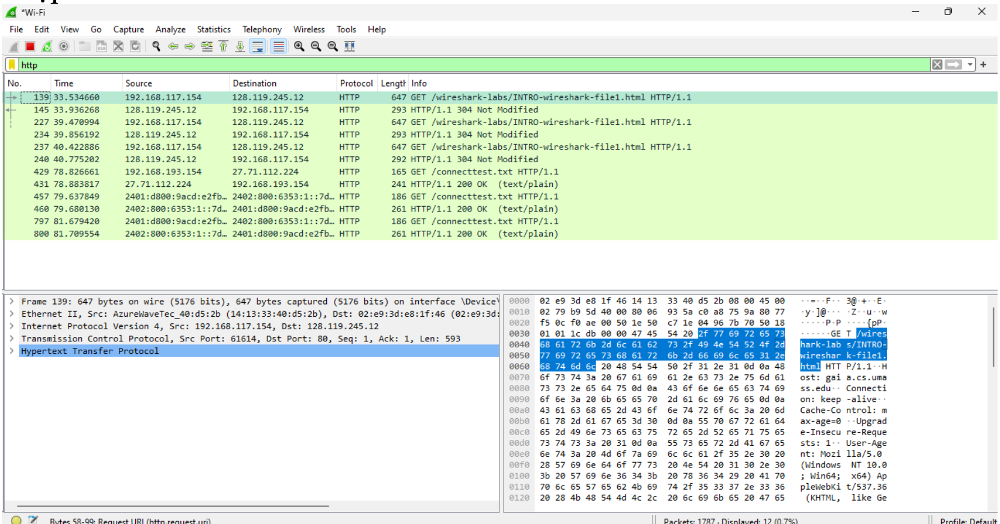 *Wi-Fi
File Edit View Go Capture Analyze Statistics Telephony Wireless Tools Help
http
No. Time Source Destination Protocol Length Info
139 33.534660 192.168.117.154 128.119.245.12 HTTP 647 GET /wireshark-labs/INTRO-wireshark-file1.html HTTP/1.1
145 33.936268 128.119.245.12 192.168.117.154 HTTP 293 HTTP/1.1 304 Not Modified
227 39.470994 192.168.117.154 128.119.245.12 HTTP 647 GET /wireshark-labs/INTRO-wireshark-file1.html HTTP/1.1
234 39.856192 128.119.245.12 192.168.117.154 HTTP 293 HTTP/1.1 304 Not Modified
237 40.422886 192.168.117.154 128.119.245.12 HTTP 647 GET /wireshark-labs/INTRO-wireshark-file1.html HTTP/1.1
240 40.775202 128.119.245.12 192.168.117.154 HTTP 292 HTTP/1.1 304 Not Modified
429 78.826661 192.168.193.154 27.71.112.224 HTTP 165 GET /connecttest.txt HTTP/1.1
431 78.883817 27.71.112.224 192.168.193.154 HTTP 241 HTTP/1.1 200 OK (text/plain)
457 79.637849 2401:d800:9acd:e2fb… 2402:800:6353:1::7d… HTTP 186 GET /connecttest.txt HTTP/1.1
460 79.680130 2402:800:6353:1::7d… 2401:d800:9acd:e2fb… HTTP 261 HTTP/1.1 200 OK (text/plain)
797 81.679420 2401:d800:9acd:e2fb… 2402:800:6353:1::7d… HTTP 186 GET /connecttest.txt HTTP/1.1
800 81.709554 2402:800:6353:1::7d… 2401:d800:9acd:e2fb… HTTP 261 HTTP/1.1 200 OK (text/plain)
Frame 139: 647 bytes on wire (5176 bits), 647 bytes captured (5176 bits) on interface \Device\
Ethernet II, Src: AzureWaveTec_40:d5:2b (14:13:33:40:d5:2b), Dst: 02:e9:3d:e8:1f:46 (02:e9:3d:
Internet Protocol Version 4, Src: 192.168.117.154, Dst: 128.119.245.12
Transmission Control Protocol, Src Port: 61614, Dst Port: 80, Seq: 1, Ack: 1, Len: 593
Hypertext Transfer Protocol
0000 02 e9 3d e8 1f 46 14 13 33 40 d5 2b 08 00 45 00 ··=··F·· 3@·+··E·
0010 02 79 b9 5d 40 00 80 06 93 5a c0 a8 75 9a 80 77 ·y·]@··· ·Z··u··w
0020 f5 0c f0 ae 00 50 1e 50 c7 1e 04 96 7b 70 50 18 ·····P·P ····{pP·
0030 01 01 1c db 00 00 47 45 54 20 2f 77 69 72 65 73 ······GE T /wires
0040 68 61 72 6b 2d 6c 61 62 73 2f 49 4e 54 52 4f 2d hark-lab s/INTRO-
0050 77 69 72 65 73 68 61 72 6b 2d 66 69 6c 65 31 2e wireshar k-file1.
0060 68 74 6d 6c 20 48 54 54 50 2f 31 2e 31 0d 0a 48 html HTT P/1.1··H
0070 6f 73 74 3a 20 67 61 69 61 2e 63 73 2e 75 6d 61 ost: gai a.cs.uma
0080 73 73 2e 65 64 75 0d 0a 43 6f 6e 6e 65 63 74 69 ss.edu·· Connecti
0090 6f 6e 3a 20 6b 65 65 70 2d 61 6c 69 76 65 0d 0a on: keep -alive··
00a0 43 61 63 68 65 2d 43 6f 6e 74 72 6f 6c 3a 20 6d Cache-Co ntrol: m
00b0 61 78 2d 61 67 65 3d 30 0d 0a 55 70 67 72 61 64 ax-age=0 ··Upgrad
00c0 65 2d 49 6e 73 65 63 75 72 65 2d 52 65 71 75 65 e-Insecu re-Reque
00d0 73 74 73 3a 20 31 0d 0a 55 73 65 72 2d 41 67 65 sts: 1·· User-Age
00e0 6e 74 3a 20 4d 6f 7a 69 6c 6c 61 2f 35 2e 30 20 nt: Mozi lla/5.0
00f0 28 57 69 6e 64 6f 77 73 20 4e 54 20 31 30 2e 30 (Windows NT 10.0
0100 3b 20 57 69 6e 36 34 3b 20 78 36 34 29 20 41 70 ; Win64; x64) Ap
0110 70 6c 65 57 65 62 4b 69 74 2f 35 33 37 2e 33 36 pleWebKi t/537.36
0120 20 28 4b 48 54 4d 4c 2c 20 6c 69 6b 65 20 47 65 (KHTML, like Ge
Bytes 58-99: Request URI (http.request.uri) Packets: 1787 · Displayed: 12 (0.7%) Profile: Default